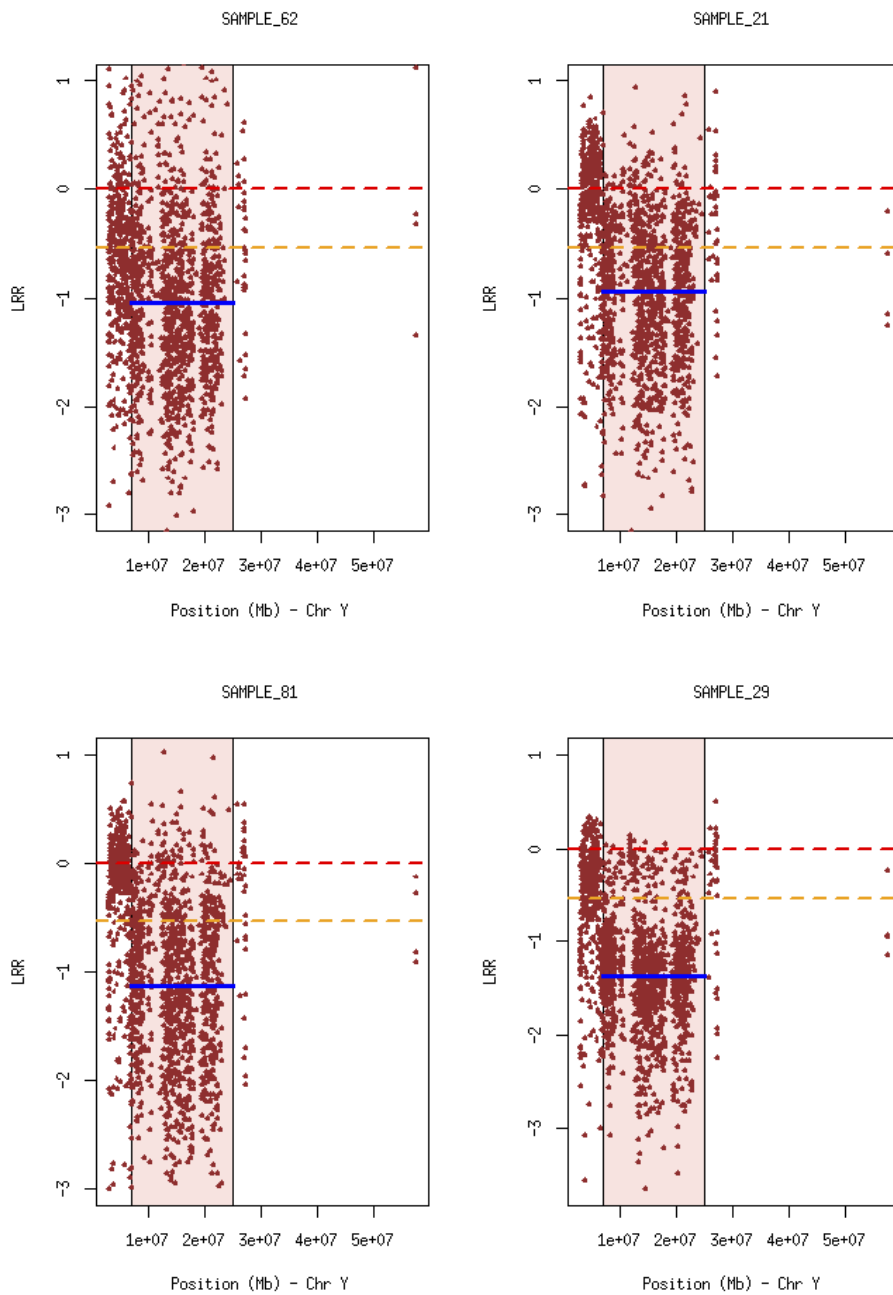 SAMPLE_62
SAMPLE_21
1
0
-1
-2
-3
LRR
1e+07 2e+07 3e+07 4e+07 5e+07
Position (Mb) - Chr Y
1
0
-1
-2
-3
LRR
1e+07 2e+07 3e+07 4e+07 5e+07
Position (Mb) - Chr Y
SAMPLE_81
SAMPLE_29
1
0
-1
-2
-3
LRR
1e+07 2e+07 3e+07 4e+07 5e+07
Position (Mb) - Chr Y
1
0
-1
-2
-3
LRR
1e+07 2e+07 3e+07 4e+07 5e+07
Position (Mb) - Chr Y